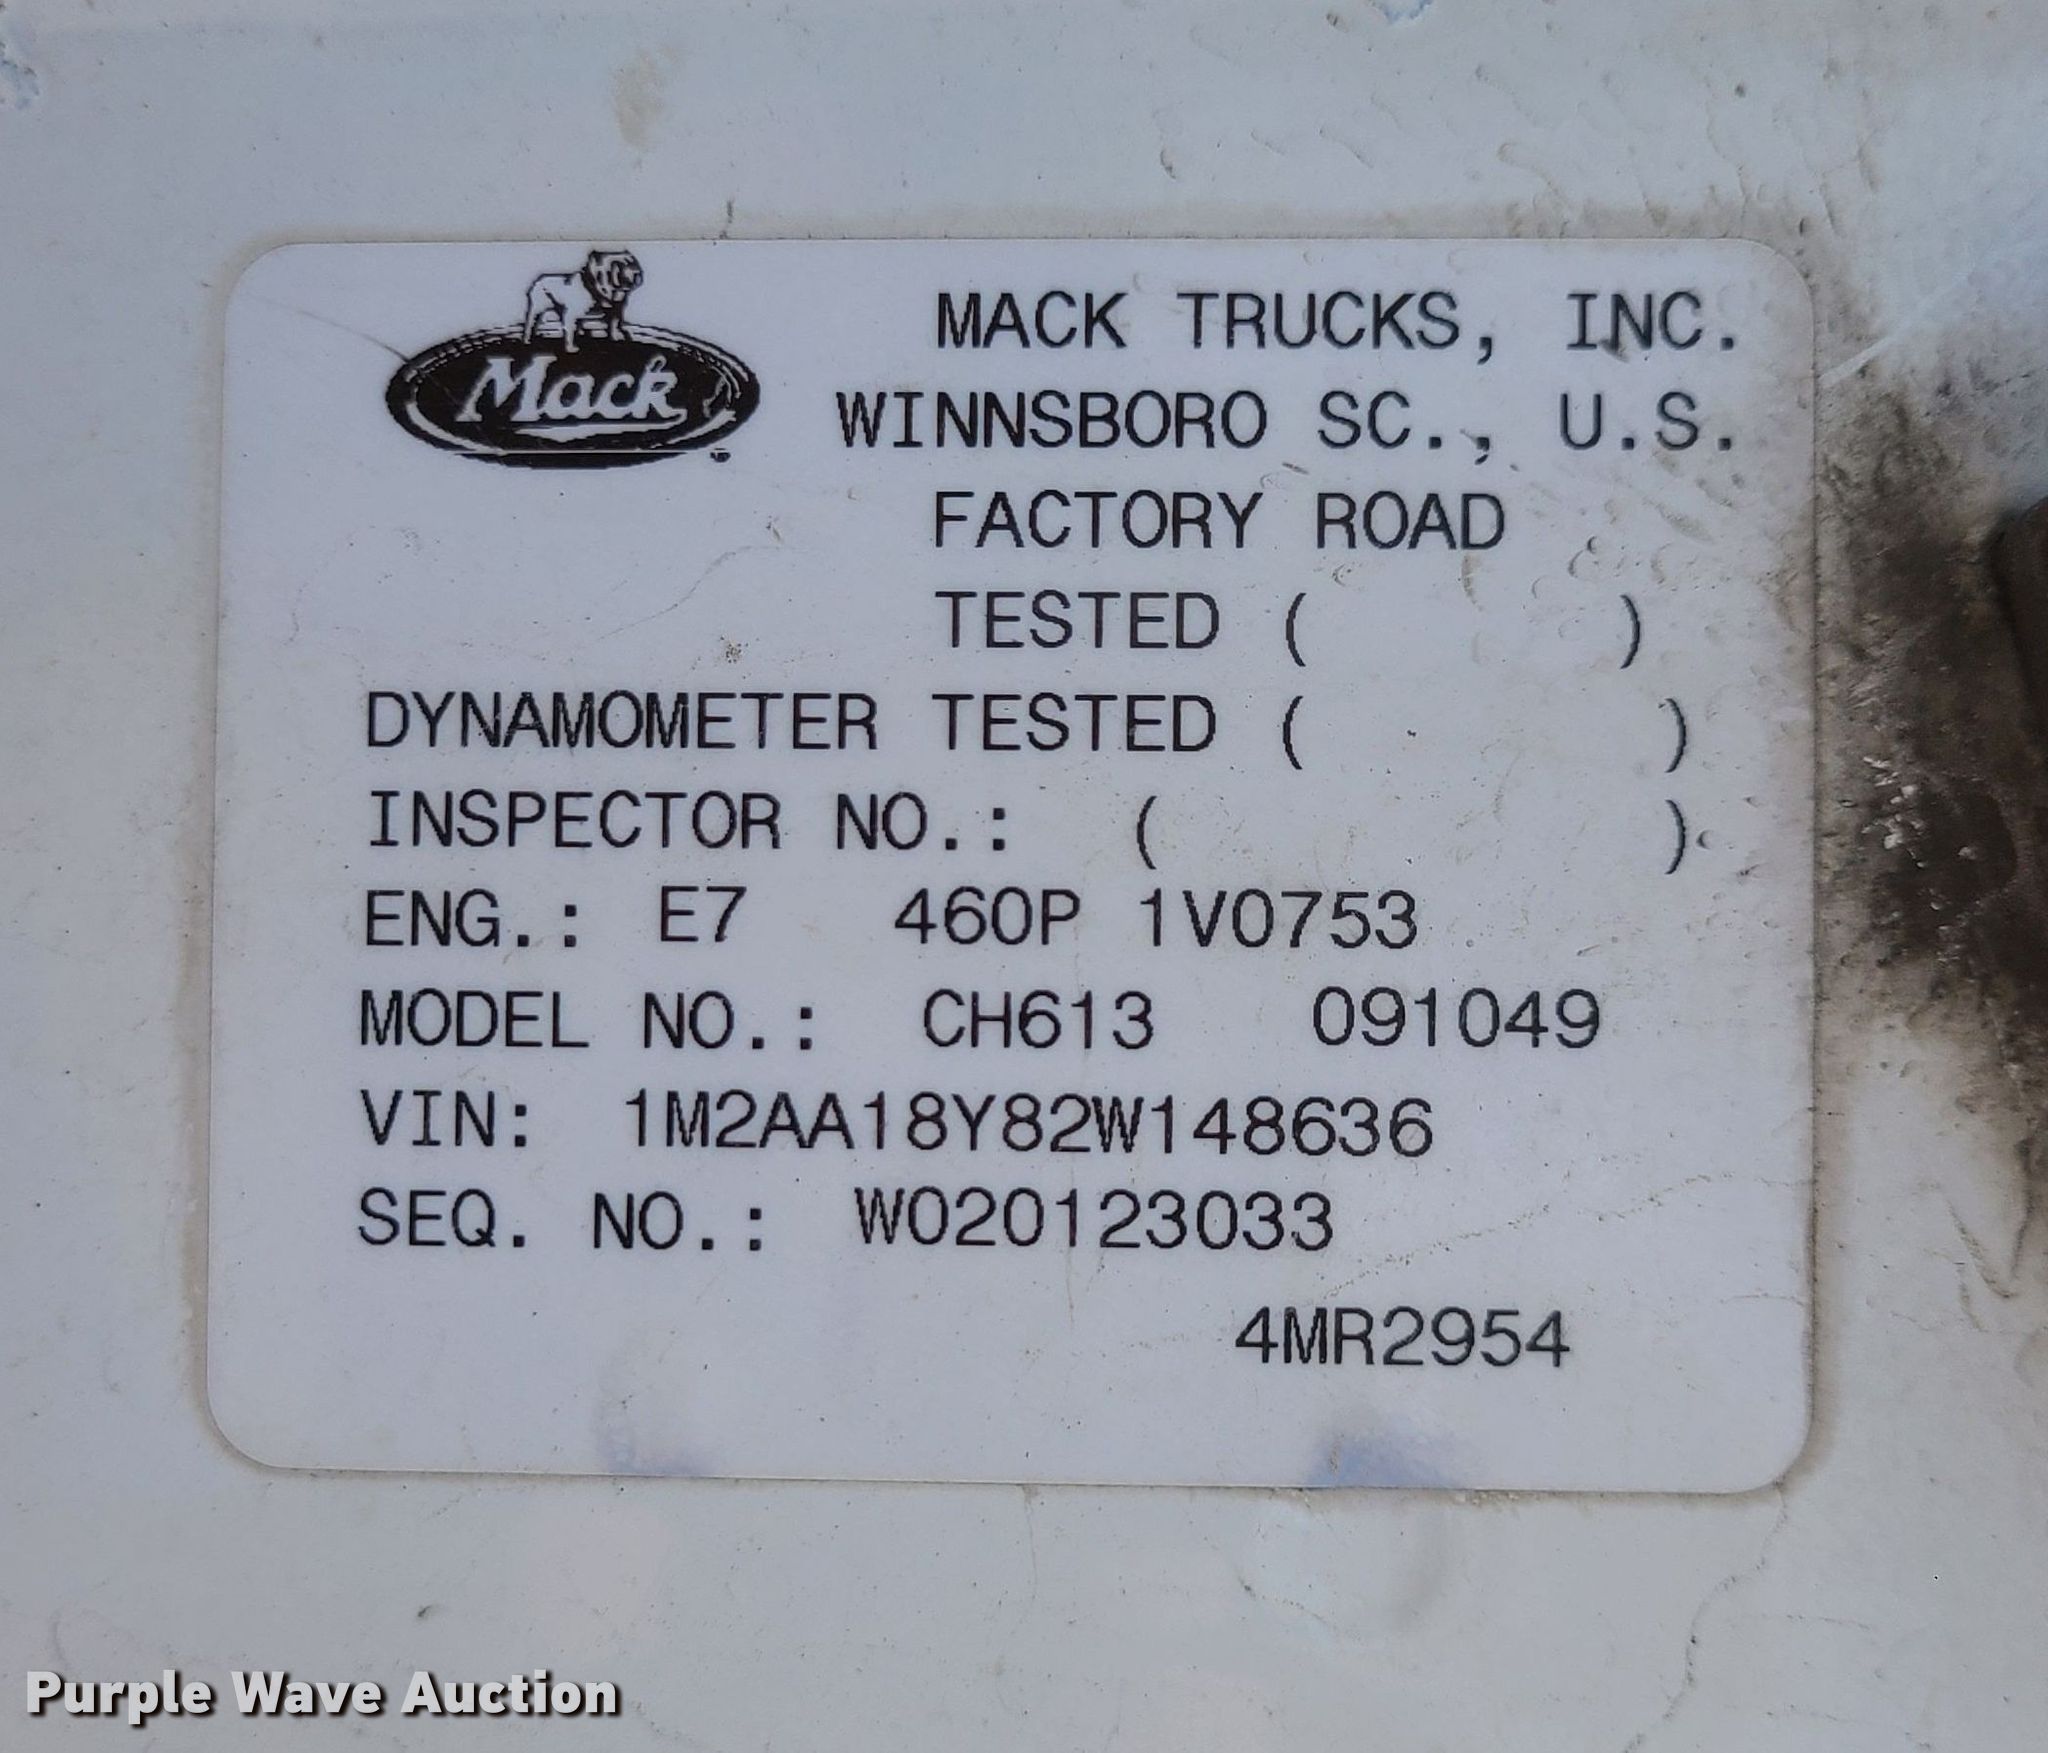 Mack
MACK TRUCKS, INC.
WINNSBORO SC., U.S.
FACTORY ROAD
TESTED ( )
DYNAMOMETER TESTED ( )
INSPECTOR NO.: ( )
ENG.: E7 460P 1V0753
MODEL NO.: CH613 091049
VIN: 1M2AA18Y82W148636
SEQ. NO.: W020123033
4MR2954
Purple Wave Auction